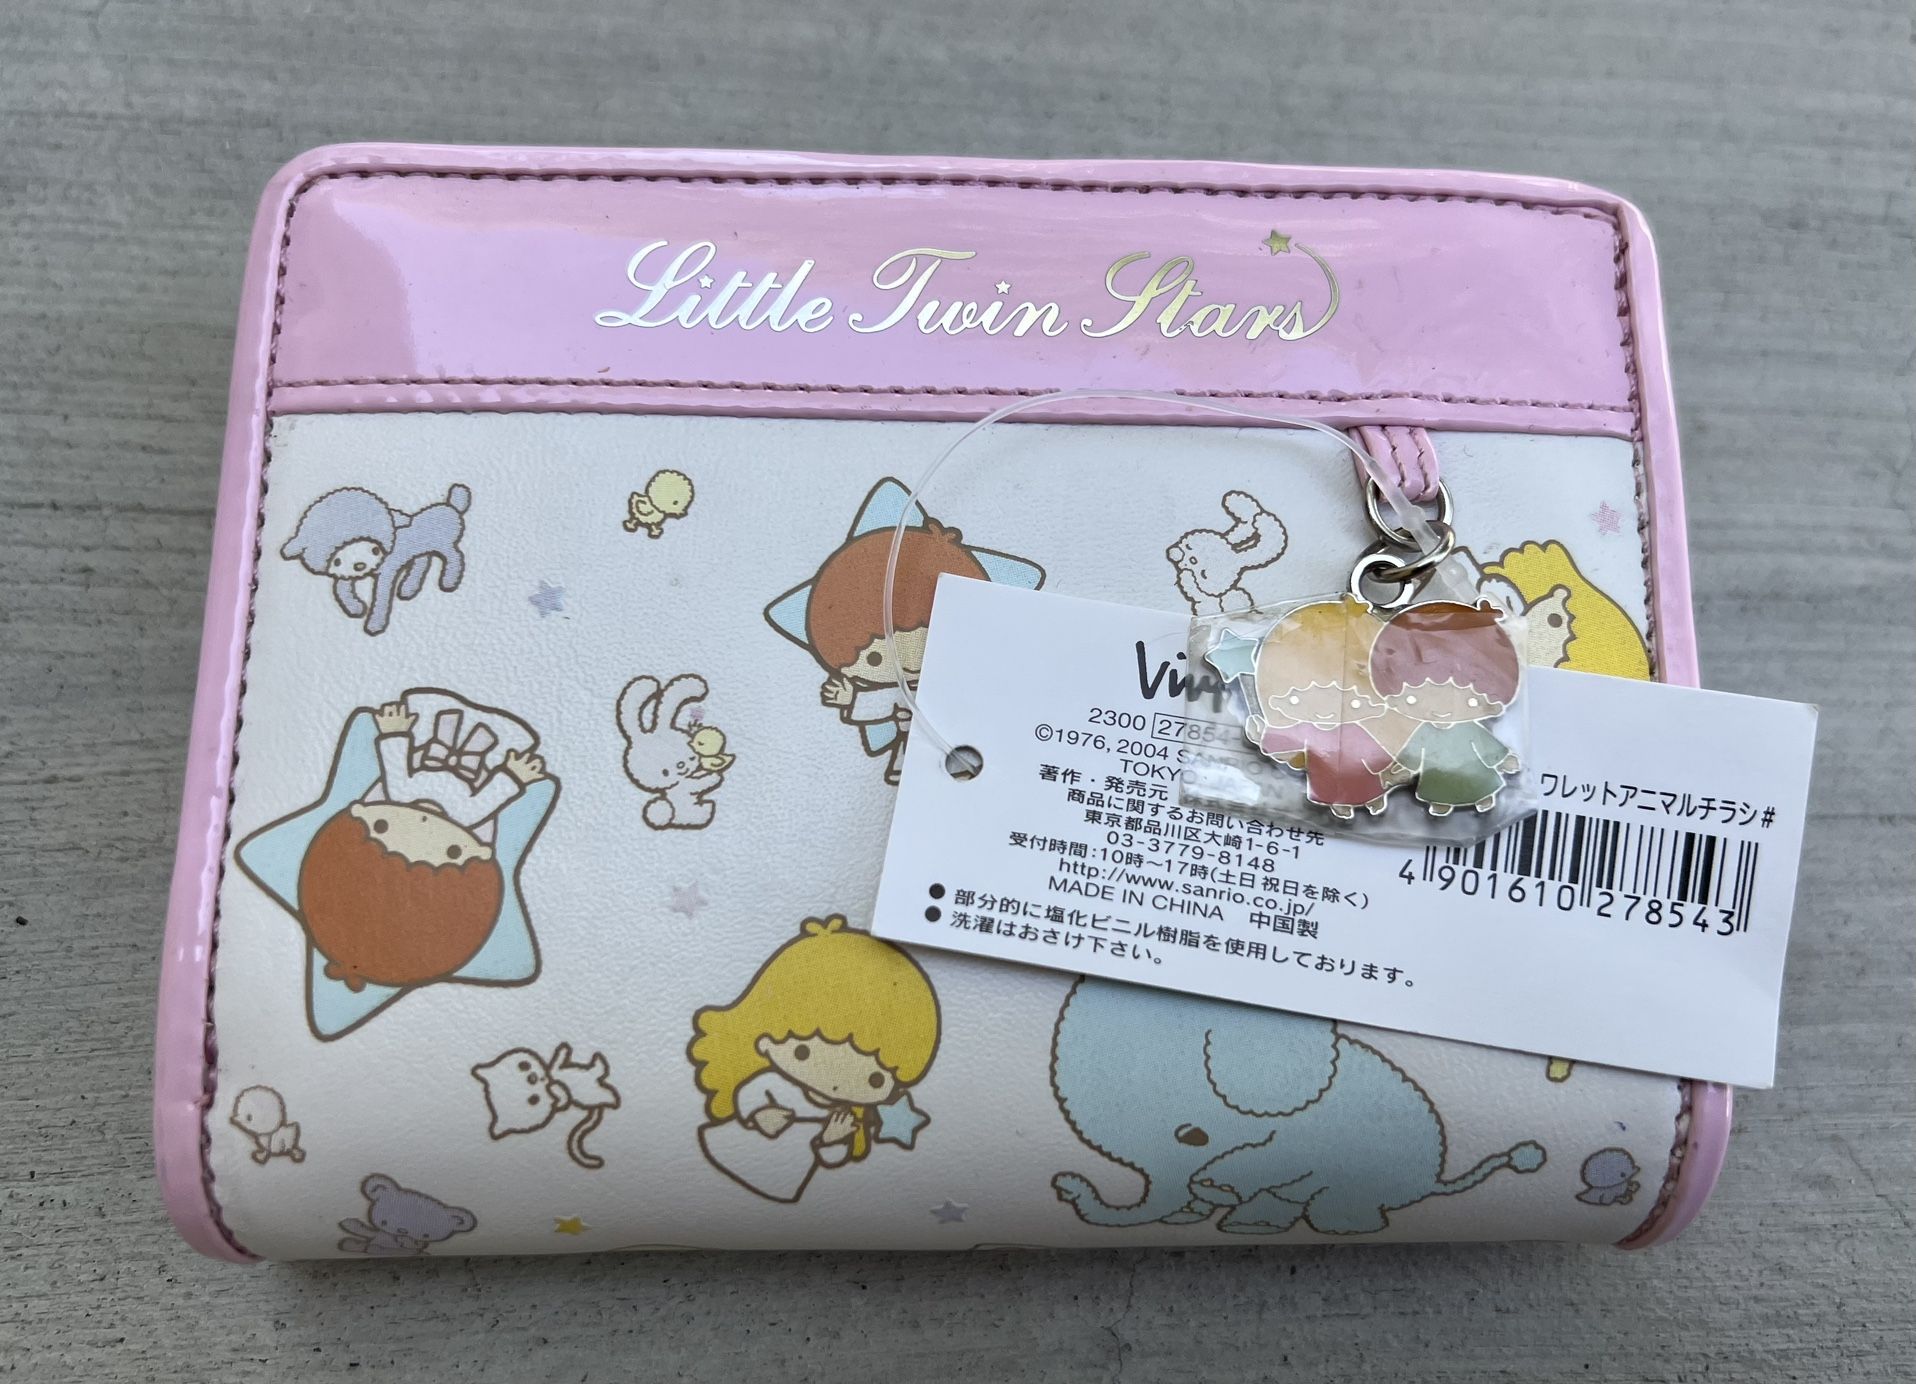 Little Twin Stars
2300 27854
©1976, 2004 SANRIO
TOKYO
著作・発売元
商品に関するお問い合わせ先
東京都品川区大崎1-6-1
03-3779-8148
受付時間:10時〜17時(土日祝日を除く)
http://www.sanrio.co.jp/
MADE IN CHINA 中国製
● 部分的に塩化ビニル樹脂を使用しております。
● 洗濯はおさけ下さい。
ワレットアニマルチラシ#
4 901610 278543